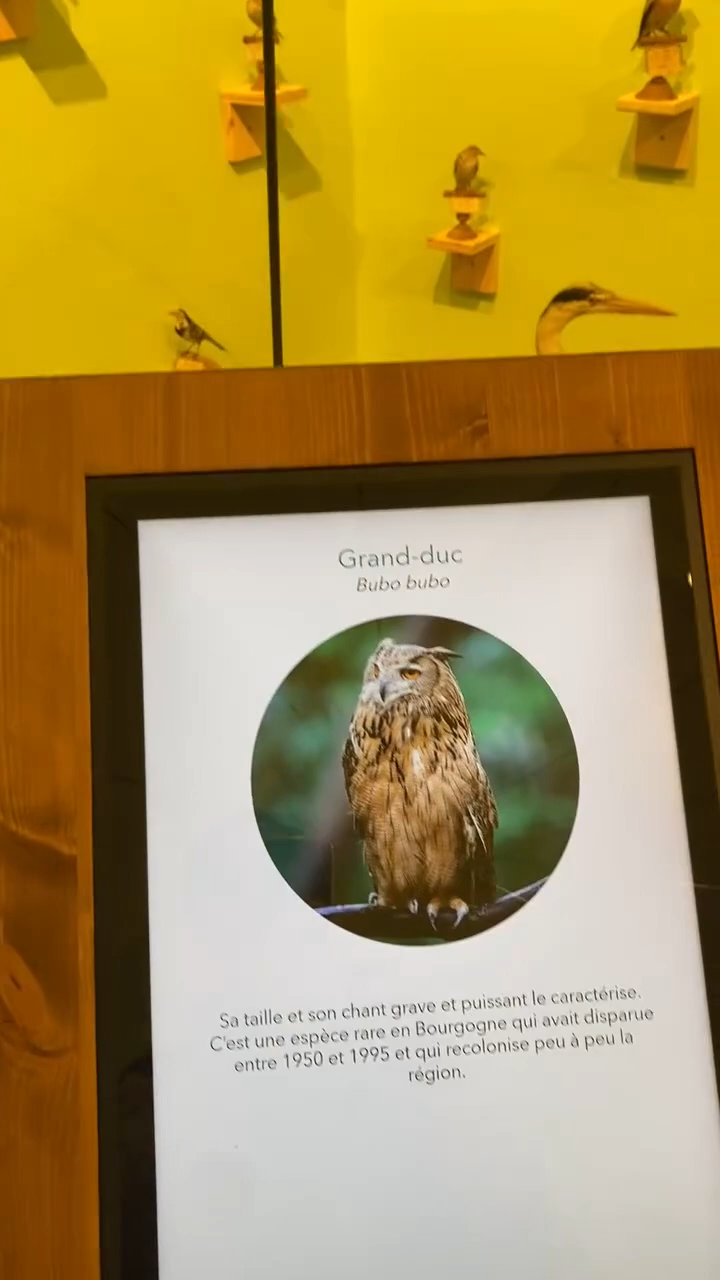 Grand-duc
Bubo bubo
Sa taille et son chant grave et puissant le caractérise.
C'est une espèce rare en Bourgogne qui avait disparue
entre 1950 et 1995 et qui recolonise peu à peu la
région.